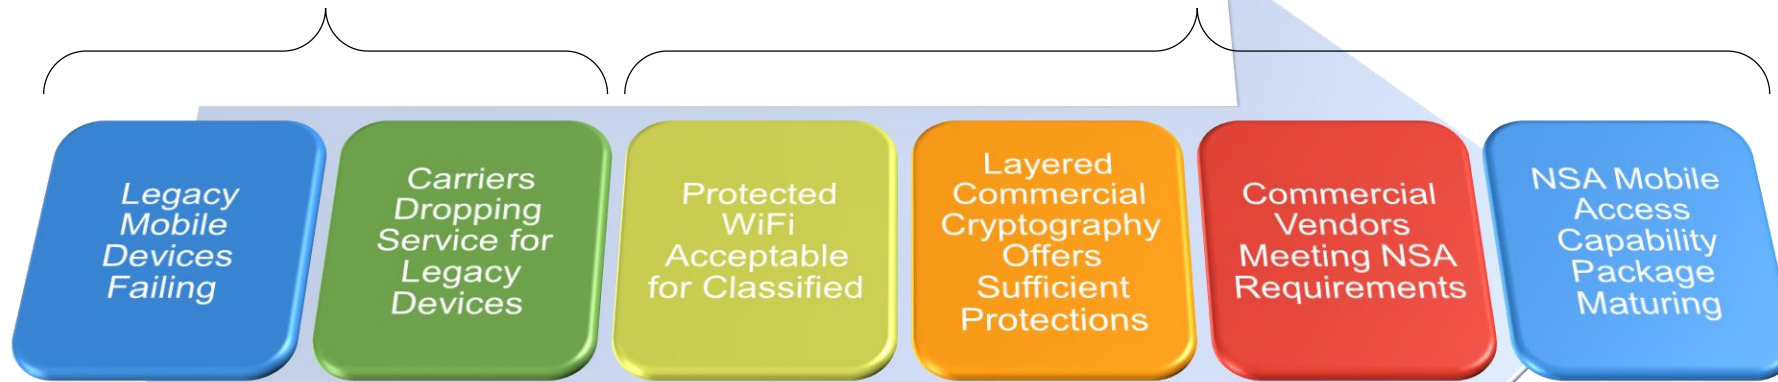 Legacy
Mobile
Devices
Failing
Carriers
Dropping
Service for
Legacy
Devices
Protected
WiFi
Acceptable
for Classified
Layered
Commercial
Cryptography
Offers
Sufficient
Protections
Commercial
Vendors
Meeting NSA
Requirements
NSA Mobile
Access
Capability
Package
Maturing